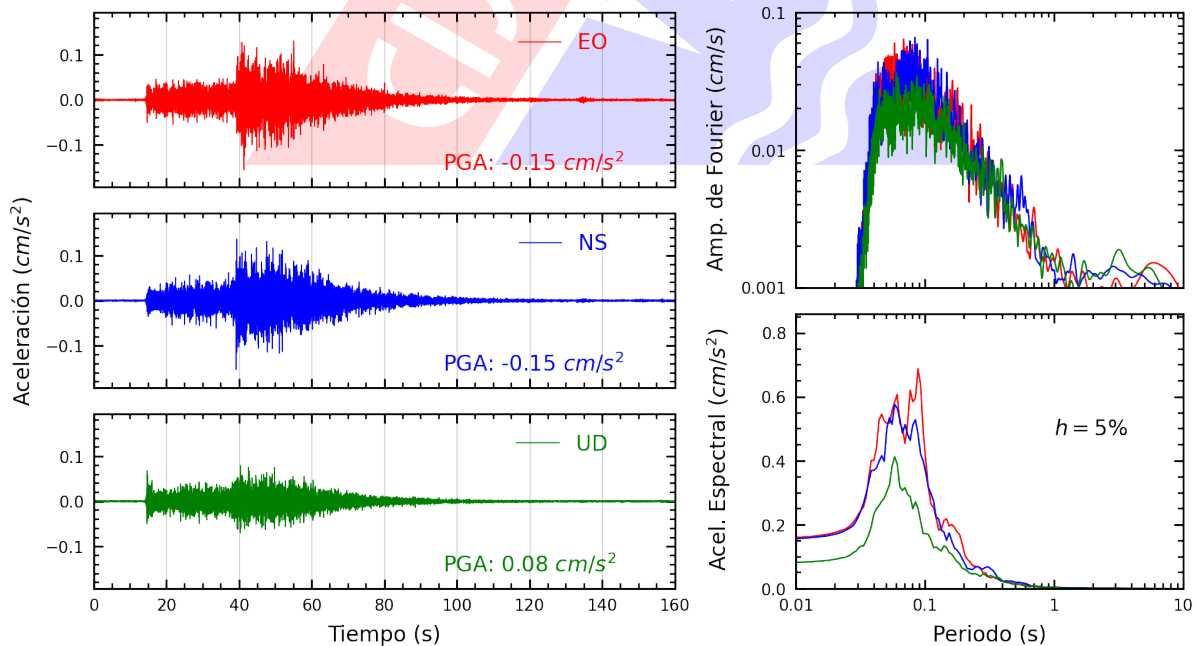 Aceleración (cm/s²)
0.1
0.0
−0.1
EO
PGA: -0.15 cm/s²
0.1
0.0
−0.1
NS
PGA: -0.15 cm/s²
0.1
0.0
−0.1
UD
PGA: 0.08 cm/s²
0 20 40 60 80 100 120 140 160
Tiempo (s)
Amp. de Fourier (cm/s)
0.1
0.01
0.001
Acel. Espectral (cm/s²)
0.8
0.6
0.4
0.2
0.0
h = 5%
0.01 0.1 1 10
Periodo (s)